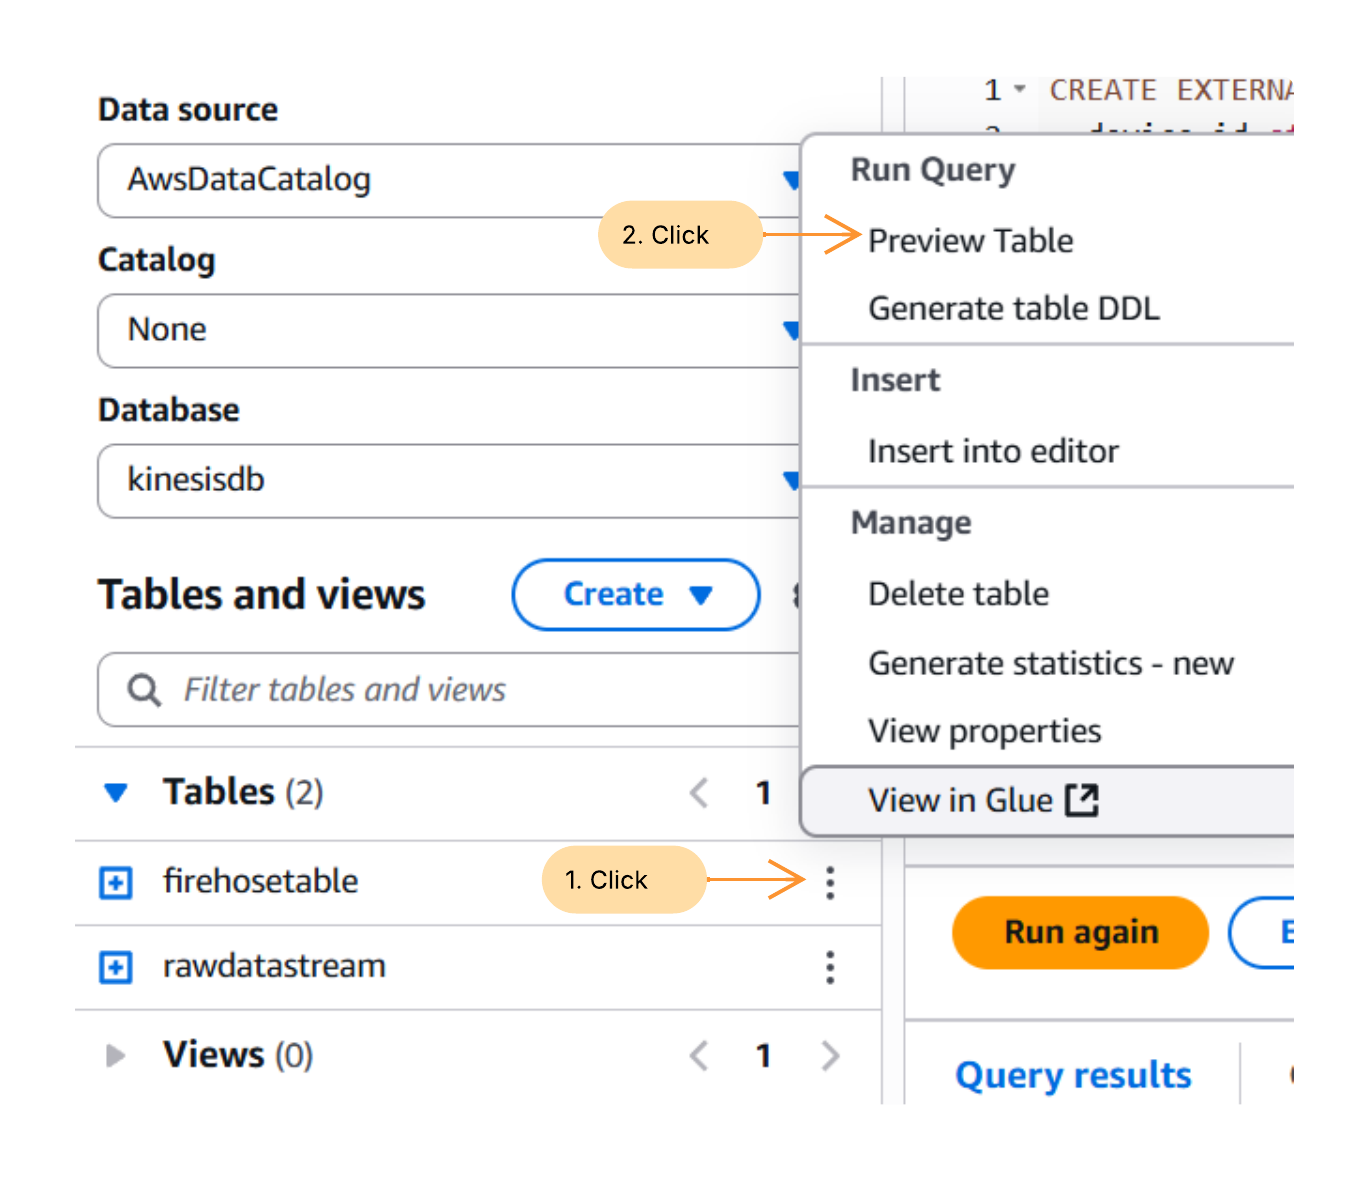 Data source
AwsDataCatalog
Catalog
None
Database
kinesisdb
Tables and views
Create
Filter tables and views
Tables (2)
1
firehosetable
1. Click
rawdatastream
Views (0)
1
1 CREATE EXTERNA
device_id
Run Query
2. Click
Preview Table
Generate table DDL
Insert
Insert into editor
Manage
Delete table
Generate statistics - new
View properties
View in Glue
Run again
Query results